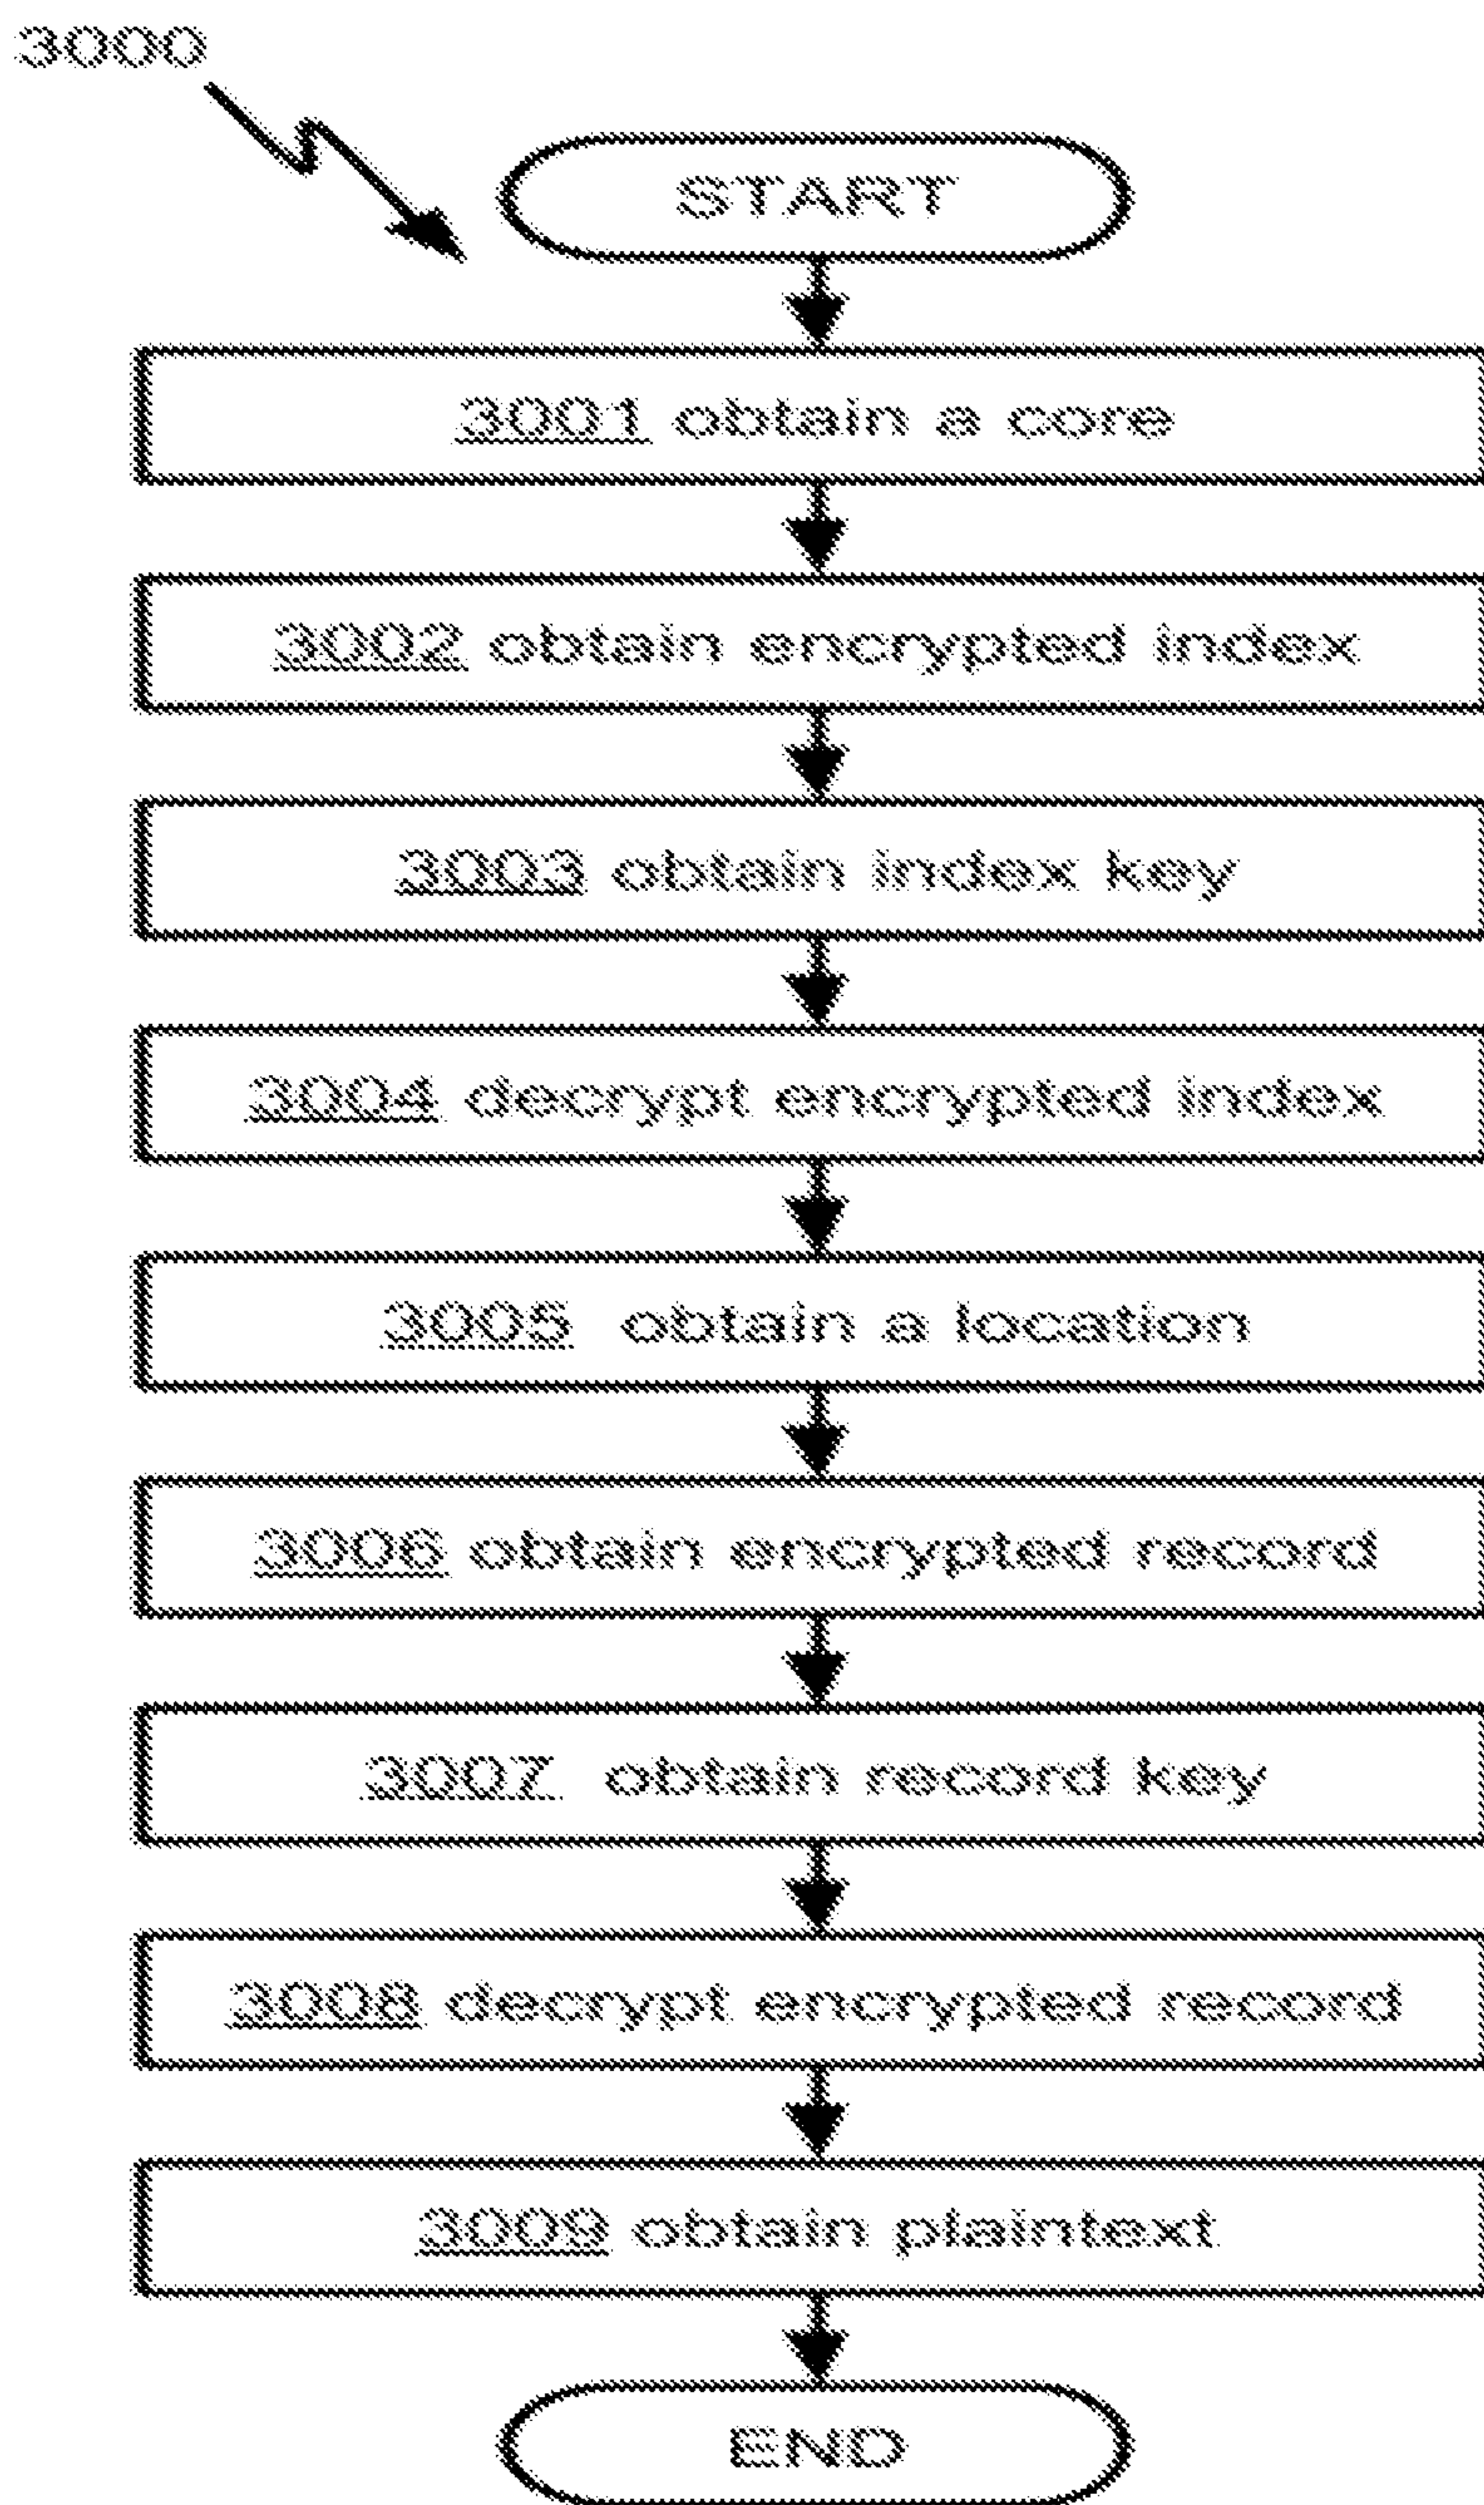 3000
START
3001 obtain a core
3002 obtain encrypted index
3003 obtain index key
3004 decrypt encrypted index
3005 obtain a location
3006 obtain encrypted record
3007 obtain record key
3008 decrypt encrypted record
3009 obtain plaintext
END